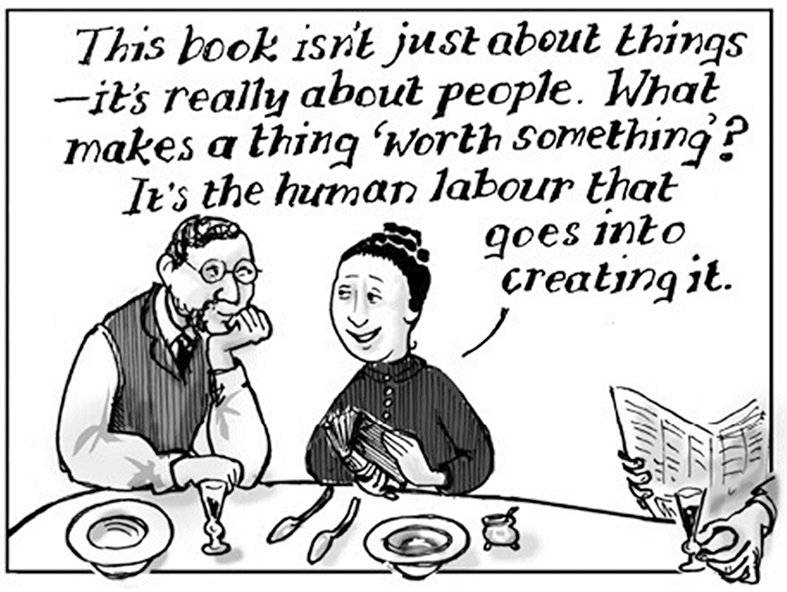 This book isn't just about things
—it's really about people. What
makes a thing ‘worth something’?
It's the human labour that
goes into
creating it.